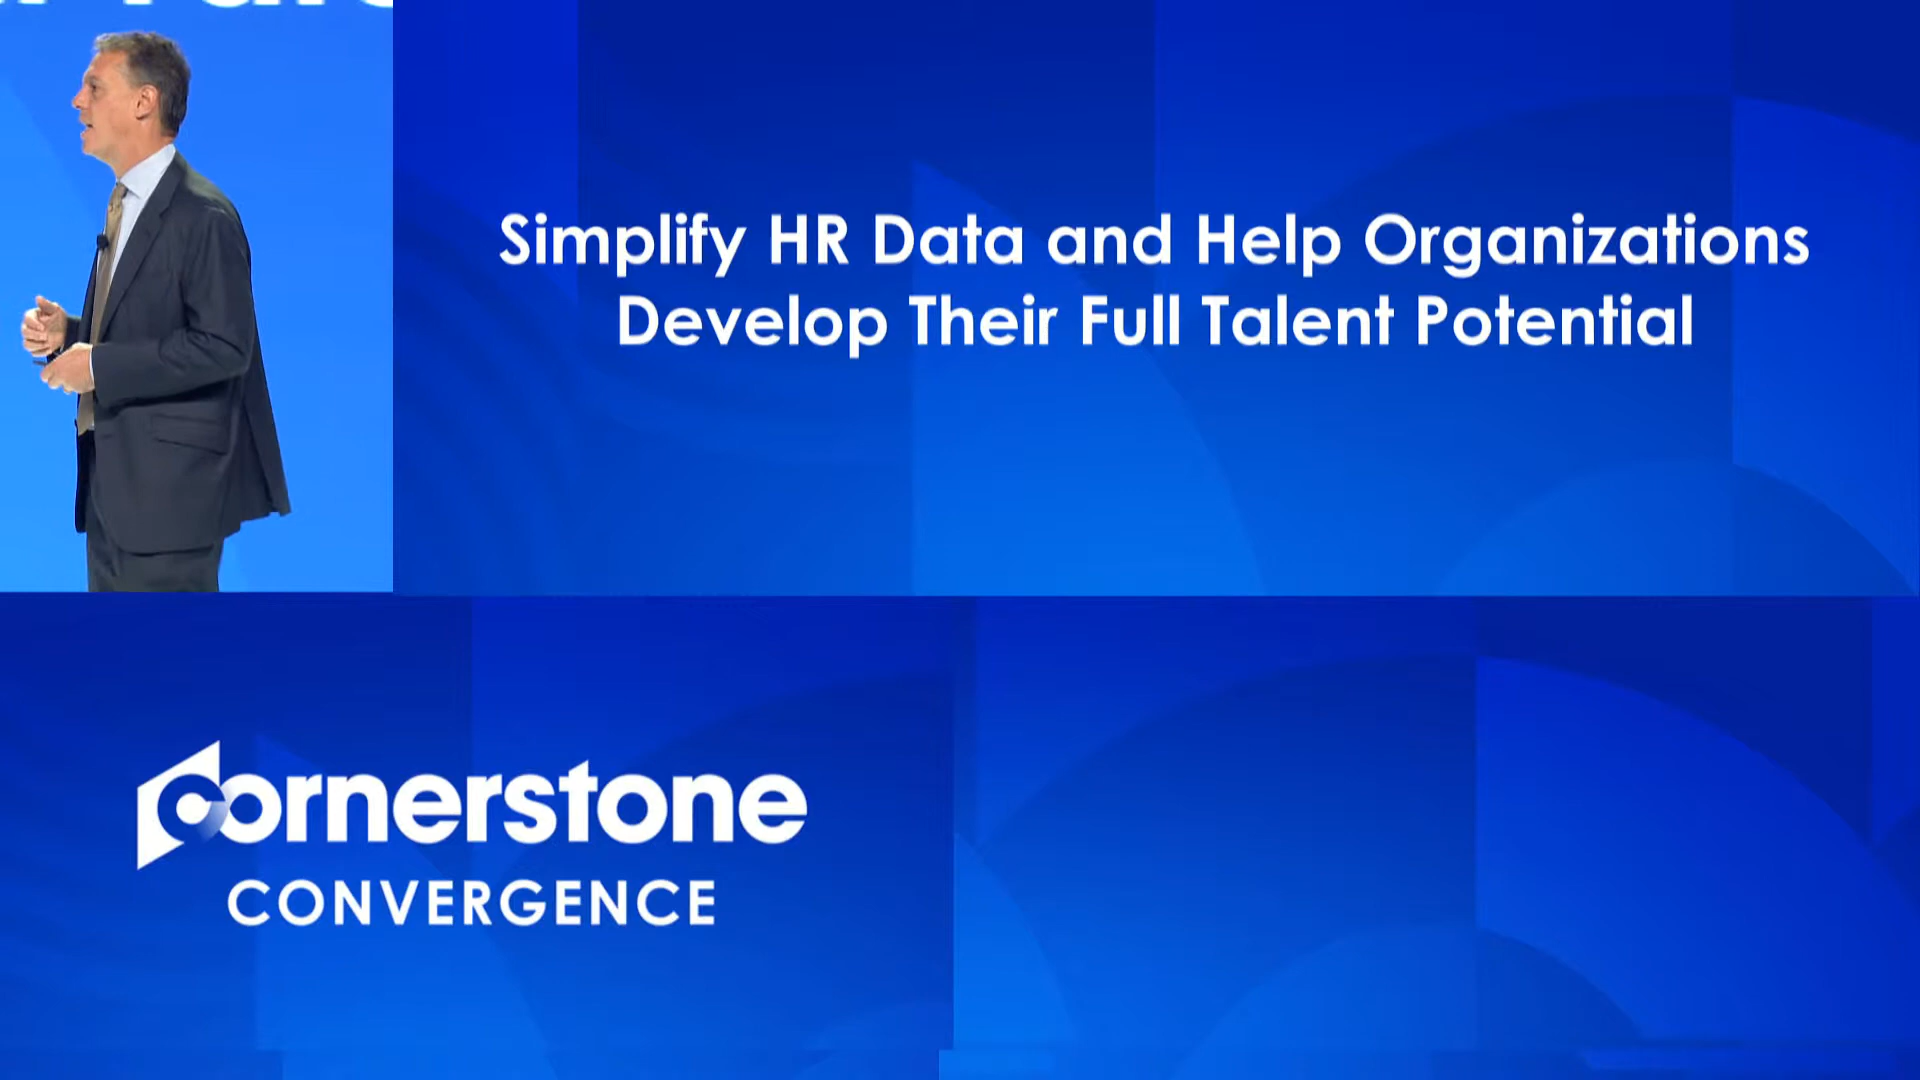 Simplify HR Data and Help Organizations
Develop Their Full Talent Potential
cornerstone
CONVERGENCE